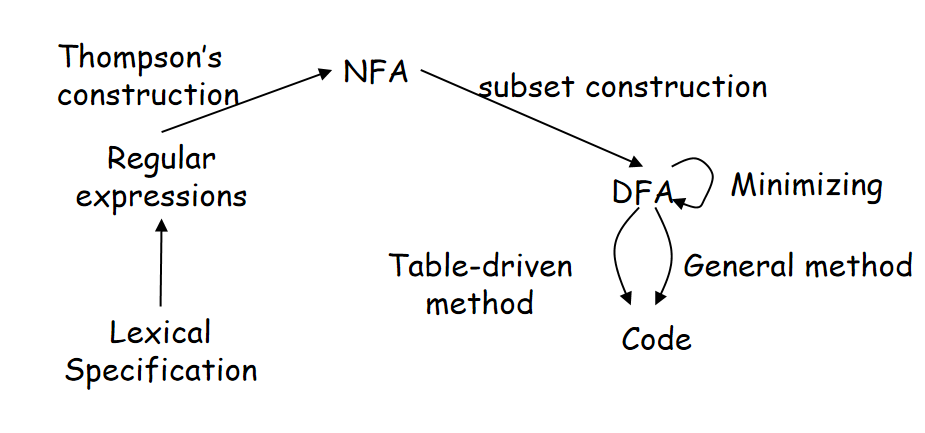 Thompson's
construction
NFA
subset construction
Regular
expressions
DFA
Minimizing
Table-driven
method
General method
Lexical
Specification
Code